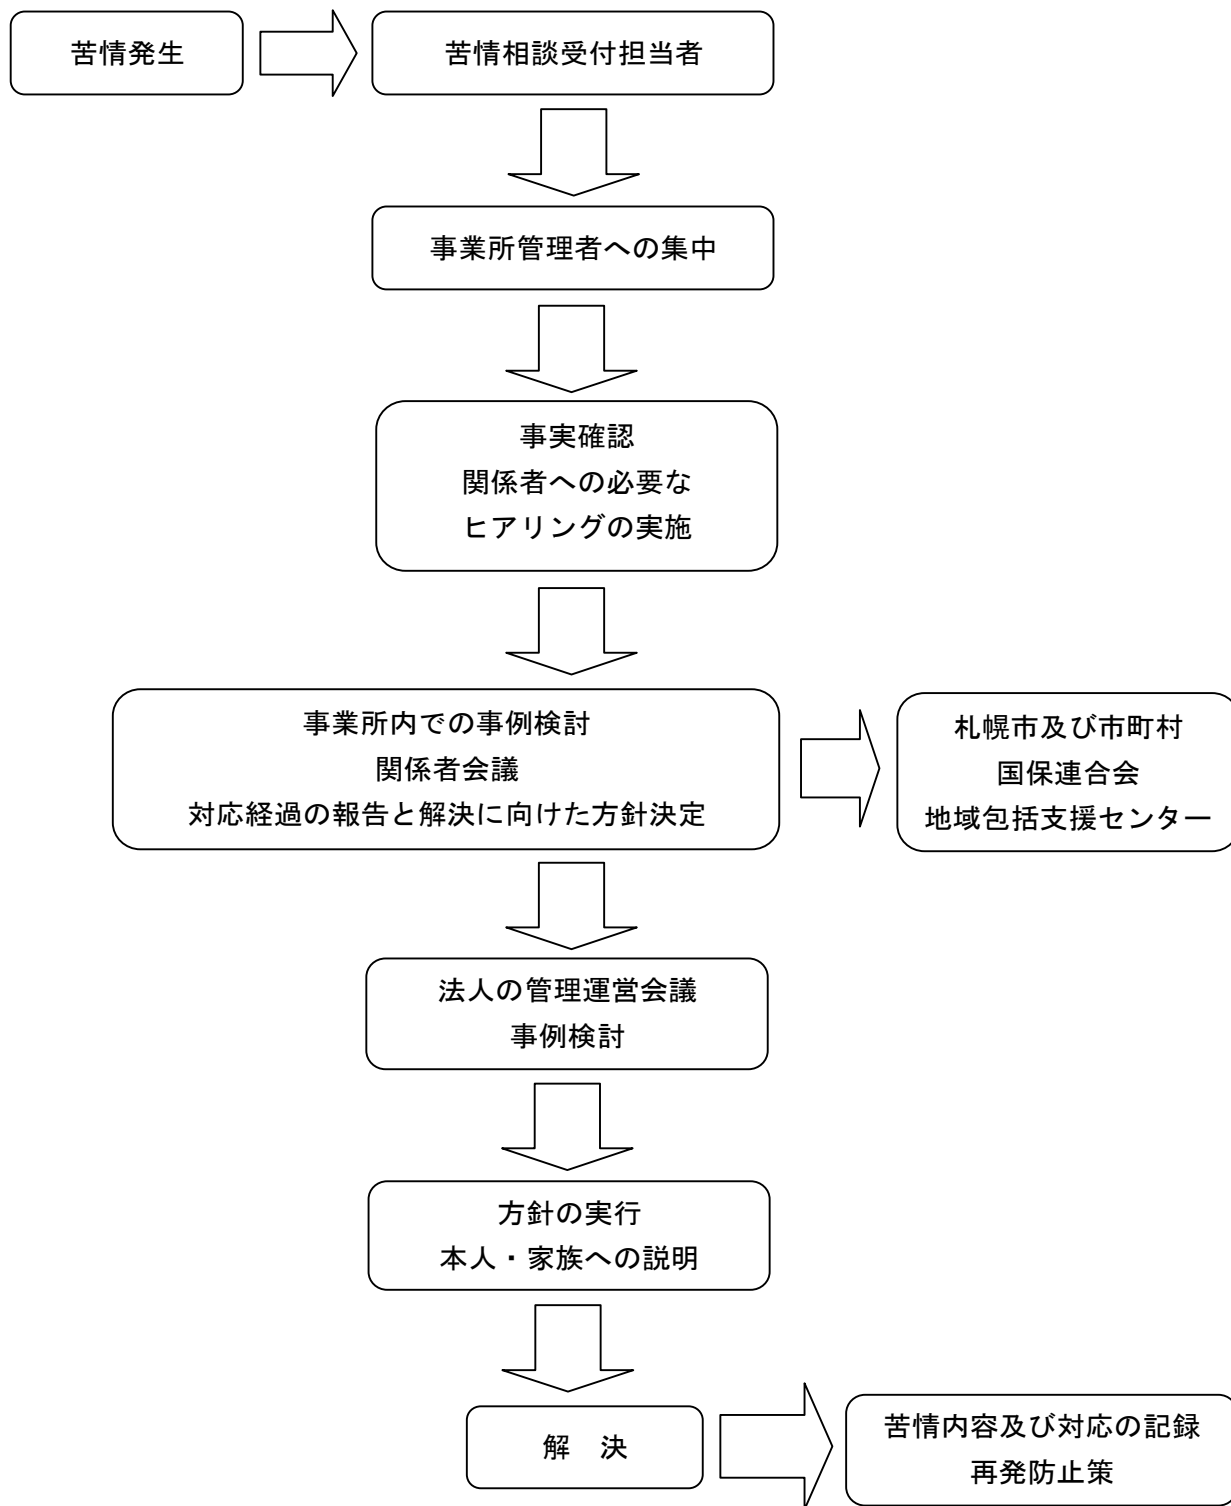 苦情発生
苦情相談受付担当者
事業所管理者への集中
事実確認
関係者への必要な
ヒアリングの実施
事業所内での事例検討
関係者会議
対応経過の報告と解決に向けた方針決定
札幌市及び市町村
国保連合会
地域包括支援センター
法人の管理運営会議
事例検討
方針の実行
本人・家族への説明
解　決
苦情内容及び対応の記録
再発防止策